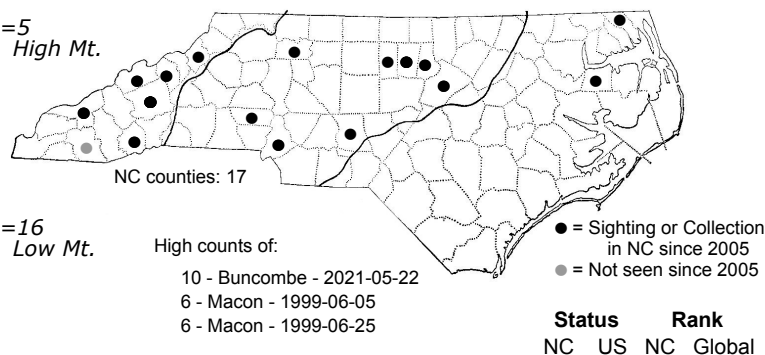 =5
High Mt.
NC counties: 17
=16
Low Mt.
High counts of:
10 - Buncombe - 2021-05-22
6 - Macon - 1999-06-05
6 - Macon - 1999-06-25
● = Sighting or Collection
in NC since 2005
● = Not seen since 2005
Status Rank
NC US NC Global